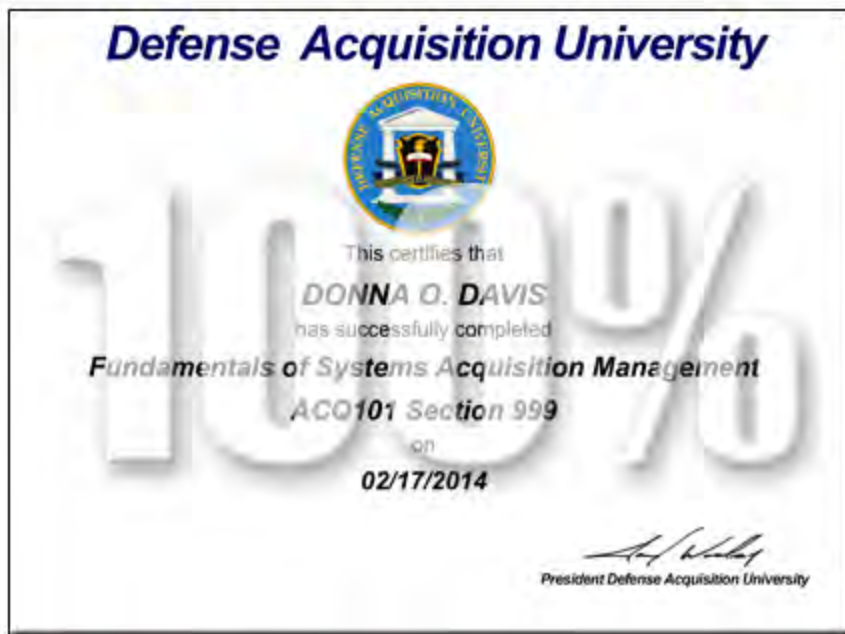 Defense Acquisition University
DEFENSE ACQUISITION UNIVERSITY
100%
This certifies that
DONNA O. DAVIS
has successfully completed
Fundamentals of Systems Acquisition Management
ACQ101 Section 999
on
02/17/2014
President Defense Acquisition University